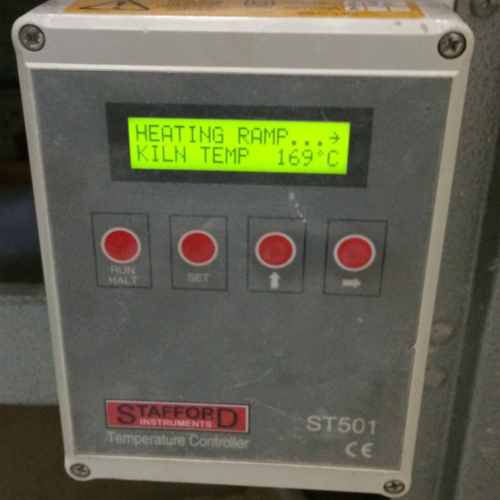 HEATING RAMP...→
KILN TEMP 169°C
RUN
HALT
SET
STAFFORD
INSTRUMENTS
Temperature Controller
ST501
CE